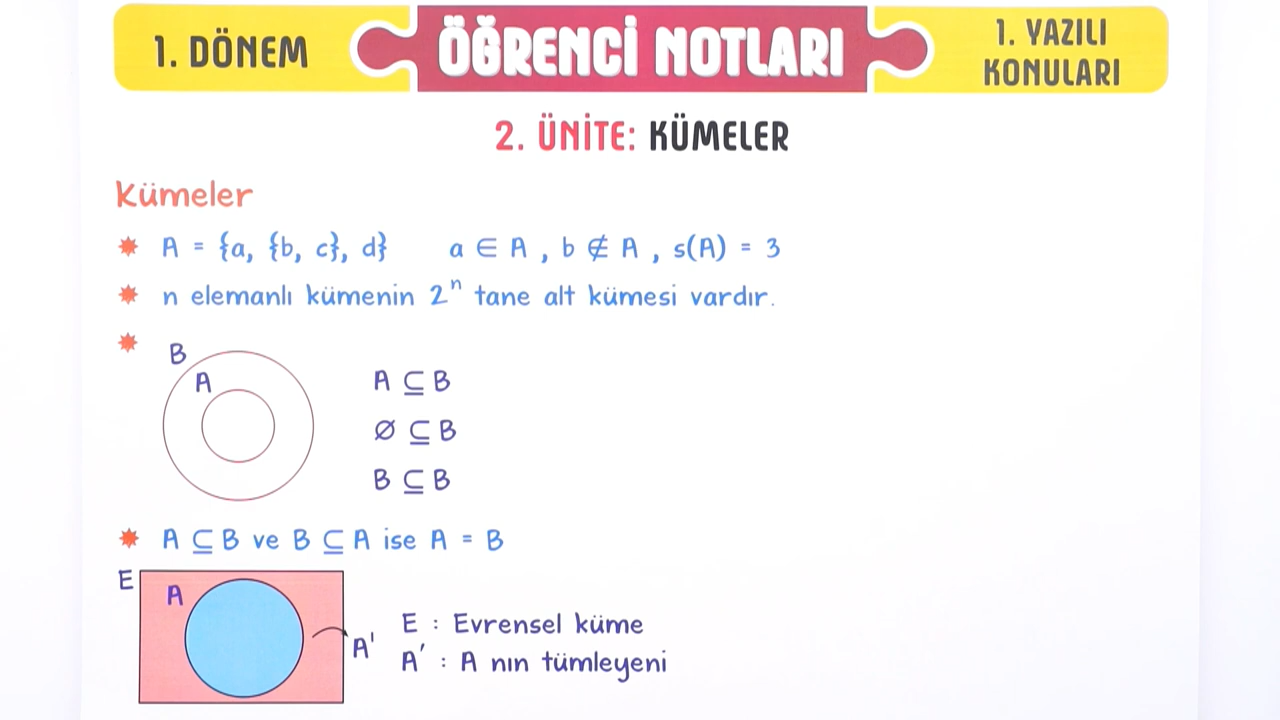 1. DÖNEM
ÖĞRENCİ NOTLARI
1. YAZILI
KONULARI
2. ÜNİTE: KÜMELER
Kümeler
A = {a, {b, c}, d} a ∈ A , b ∉ A , s(A) = 3
n elemanlı kümenin 2ⁿ tane alt kümesi vardır.
B
A
A ⊆ B
∅ ⊆ B
B ⊆ B
A ⊆ B ve B ⊆ A ise A = B
E
A
A'
E : Evrensel küme
A' : A nın tümleyeni